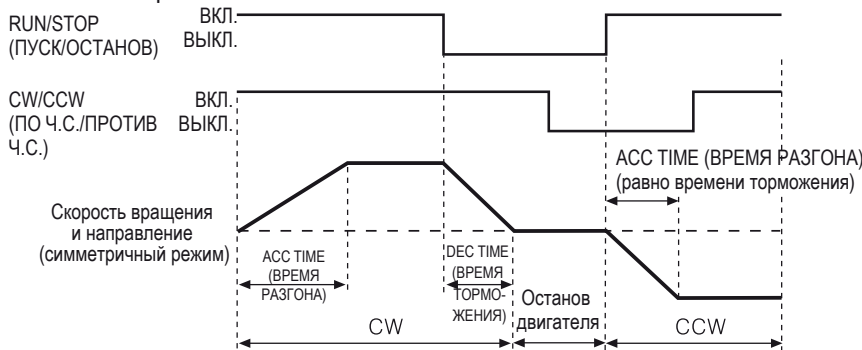 RUN/STOP
(ПУСК/ОСТАНОВ)
ВКЛ.
ВЫКЛ.
CW/CCW
(ПО Ч.С./ПРОТИВ
Ч.С.)
ВКЛ.
ВЫКЛ.
ACC TIME (ВРЕМЯ РАЗГОНА)
(равно времени торможения)
Скорость вращения
и направление
(симметричный режим)
ACC TIME
(ВРЕМЯ
РАЗГОНА)
DEC TIME
(ВРЕМЯ
ТОРМО-
ЖЕНИЯ)
Останов
двигателя
CW
CCW